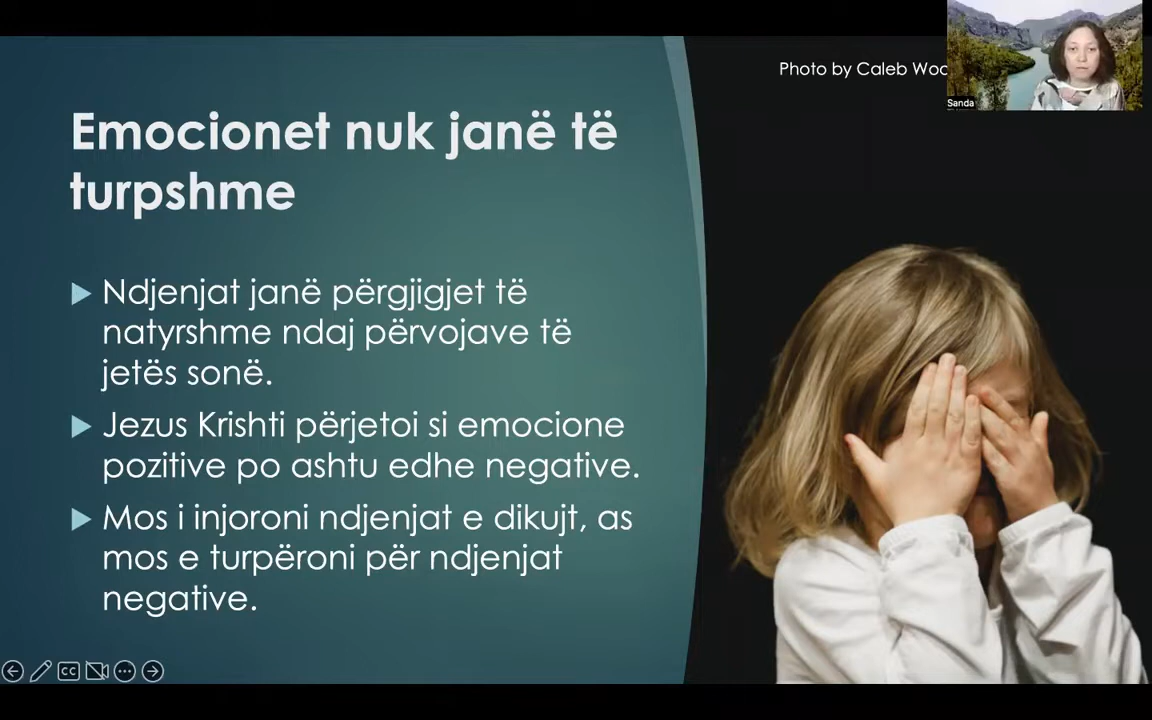 Photo by Caleb
Sanda
Emocionet nuk janë të
turpshme
Ndjenjat janë përgjigjet të
natyrshme ndaj përvojave të
jetës sonë.
Jezus Krishti përjetoi si emocione
pozitive po ashtu edhe negative.
Mos i injoroni ndjenjat e dikujt, as
mos e turpëroni për ndjenjat
negative.
CC